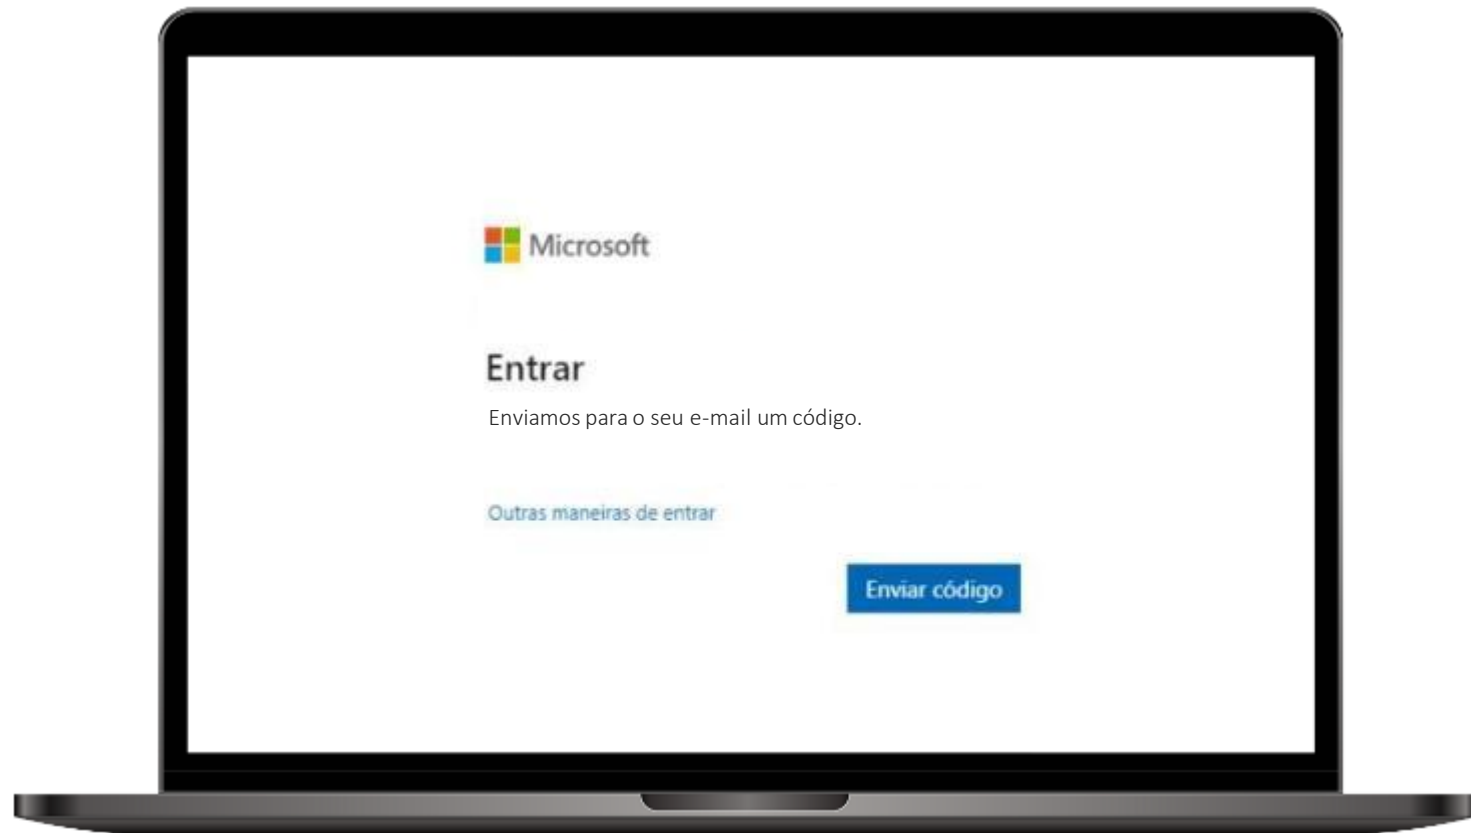 Microsoft
Entrar
Enviamos para o seu e-mail um código.
Outras maneiras de entrar
Enviar código